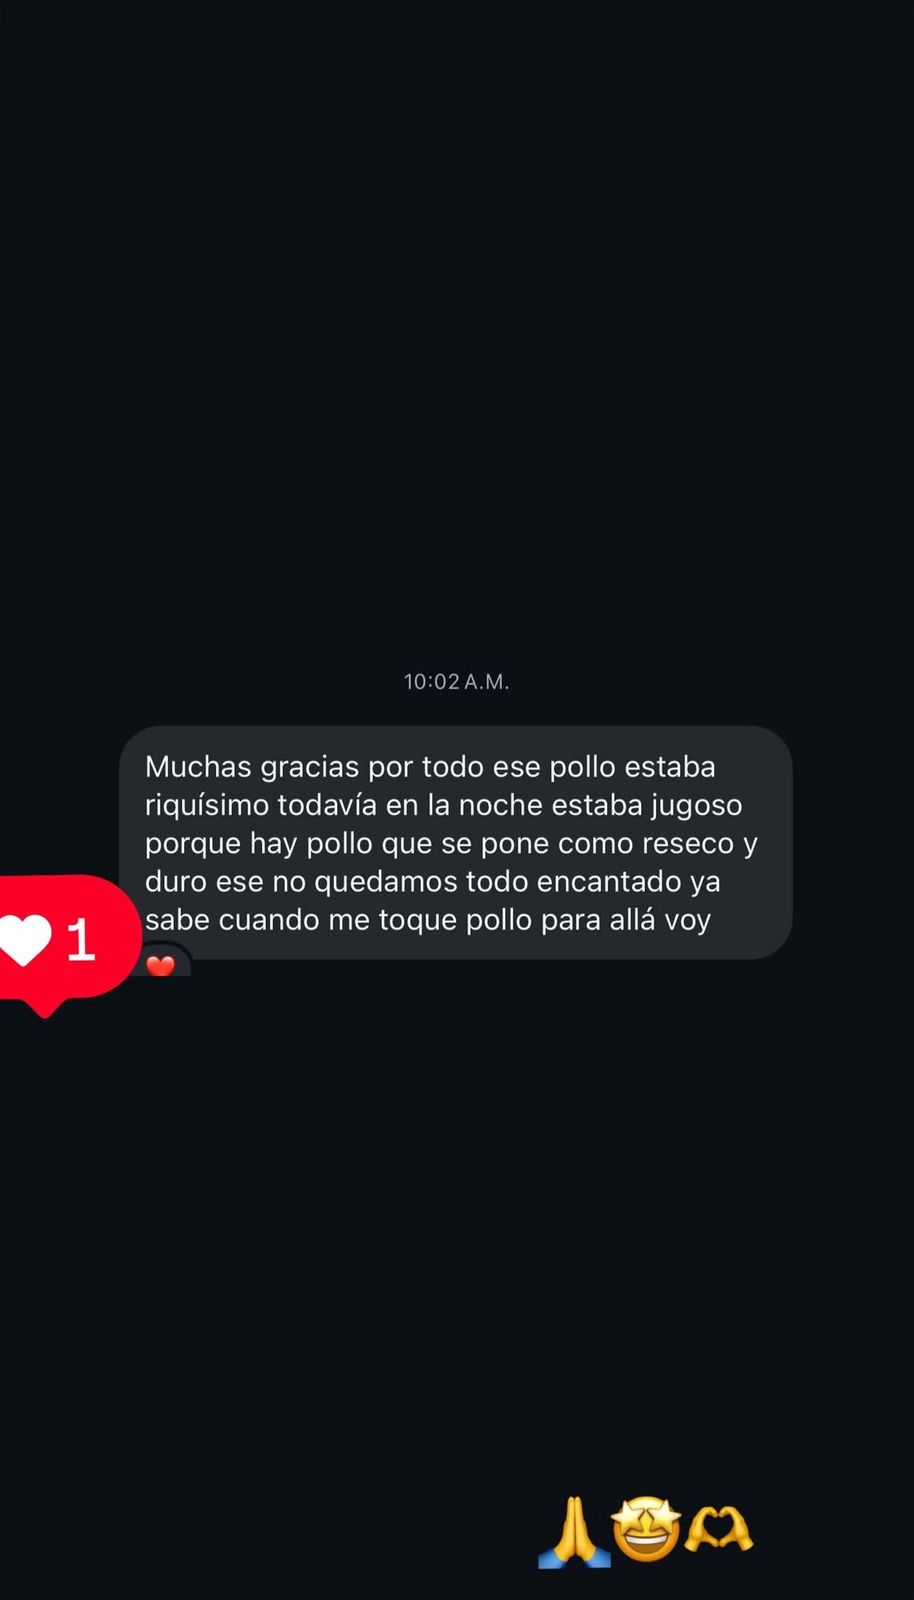 10:02 A.M.
Muchas gracias por todo ese pollo estaba
riquísimo todavía en la noche estaba jugoso
porque hay pollo que se pone como reseco y
duro ese no quedamos todo encantado ya
sabe cuando me toque pollo para allá voy
1